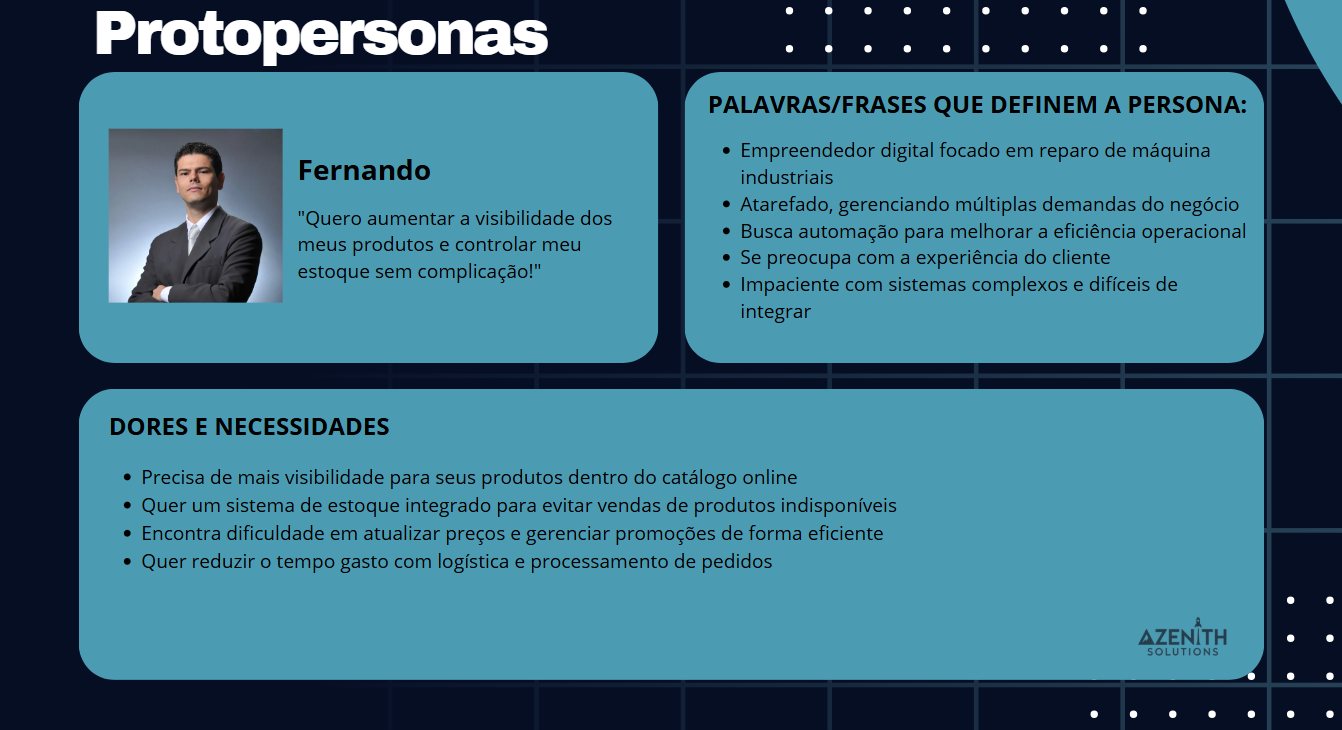 Protopersonas
Fernando
"Quero aumentar a visibilidade dos
meus produtos e controlar meu
estoque sem complicação!"
PALAVRAS/FRASES QUE DEFINEM A PERSONA:
• Empreendedor digital focado em reparo de máquina
industriais
• Atarefado, gerenciando múltiplas demandas do negócio
• Busca automação para melhorar a eficiência operacional
• Se preocupa com a experiência do cliente
• Impaciente com sistemas complexos e difíceis de
integrar
DORES E NECESSIDADES
• Precisa de mais visibilidade para seus produtos dentro do catálogo online
• Quer um sistema de estoque integrado para evitar vendas de produtos indisponíveis
• Encontra dificuldade em atualizar preços e gerenciar promoções de forma eficiente
• Quer reduzir o tempo gasto com logística e processamento de pedidos
AZENITH
SOLUTIONS